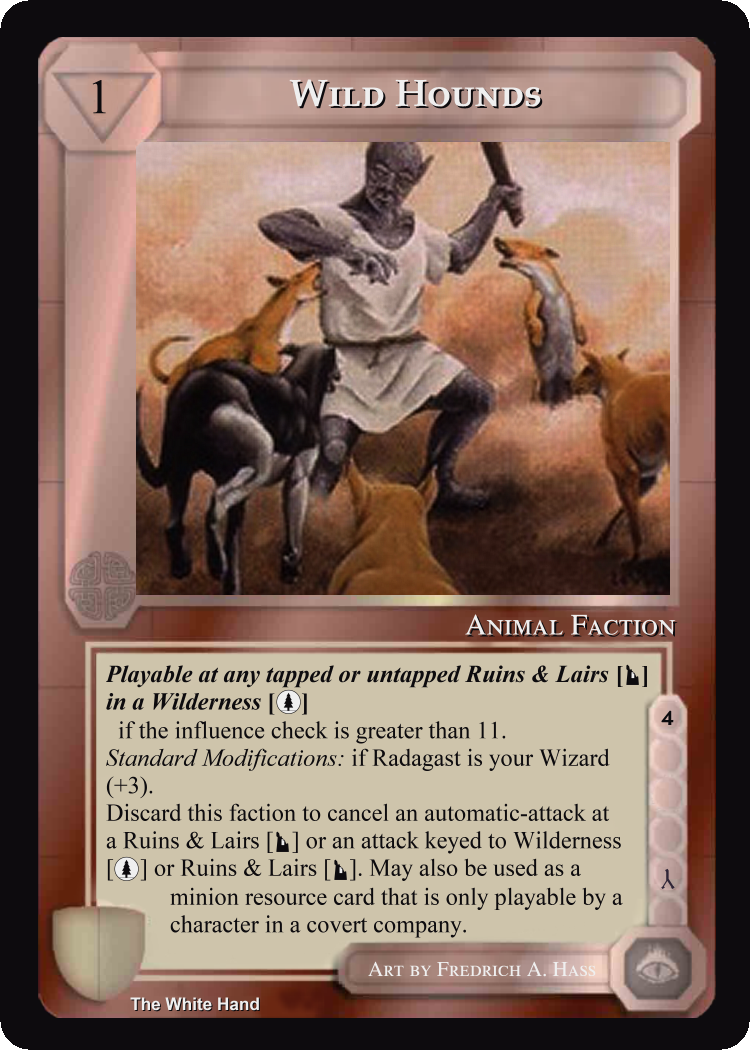 1
Wild Hounds
Animal Faction
Playable at any tapped or untapped Ruins & Lairs [ ]
in a Wilderness [ ]
if the influence check is greater than 11.
Standard Modifications: if Radagast is your Wizard
(+3).
Discard this faction to cancel an automatic-attack at
a Ruins & Lairs [ ] or an attack keyed to Wilderness
[ ] or Ruins & Lairs [ ]. May also be used as a
minion resource card that is only playable by a
character in a covert company.
4
Art by Fredrich A. Hass
The White Hand